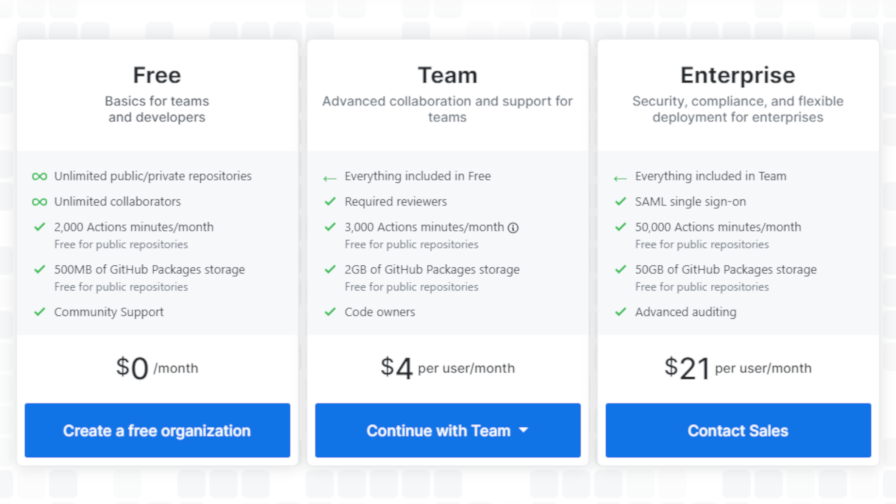 Free
Basics for teams
and developers
Unlimited public/private repositories
Unlimited collaborators
2,000 Actions minutes/month
Free for public repositories
500MB of GitHub Packages storage
Free for public repositories
Community Support
$0 /month
Create a free organization
Team
Advanced collaboration and support for
teams
Everything included in Free
Required reviewers
3,000 Actions minutes/month
Free for public repositories
2GB of GitHub Packages storage
Free for public repositories
Code owners
$4 per user/month
Continue with Team
Enterprise
Security, compliance, and flexible
deployment for enterprises
Everything included in Team
SAML single sign-on
50,000 Actions minutes/month
Free for public repositories
50GB of GitHub Packages storage
Free for public repositories
Advanced auditing
$21 per user/month
Contact Sales